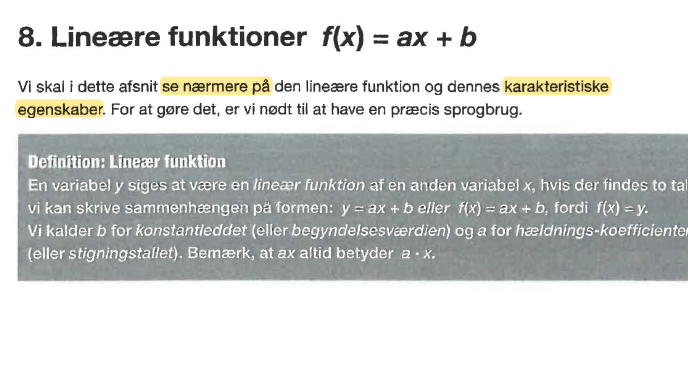 8. Lineære funktioner f(x) = ax + b
Vi skal i dette afsnit se nærmere på den lineære funktion og dennes karakteristiske
egenskaber. For at gøre det, er vi nødt til at have en præcis sprogbrug.
Definition: Lineær funktion
En variabel y siges at være en lineær funktion af en anden variabel x, hvis der findes to tal
vi kan skrive sammenhængen på formen: y = ax + b eller f(x) = ax + b, fordi f(x) = y.
Vi kalder b for konstantleddet (eller begyndelsesværdien) og a for hældnings-koefficienter
(eller stigningstallet). Bemærk, at ax altid betyder a · x.